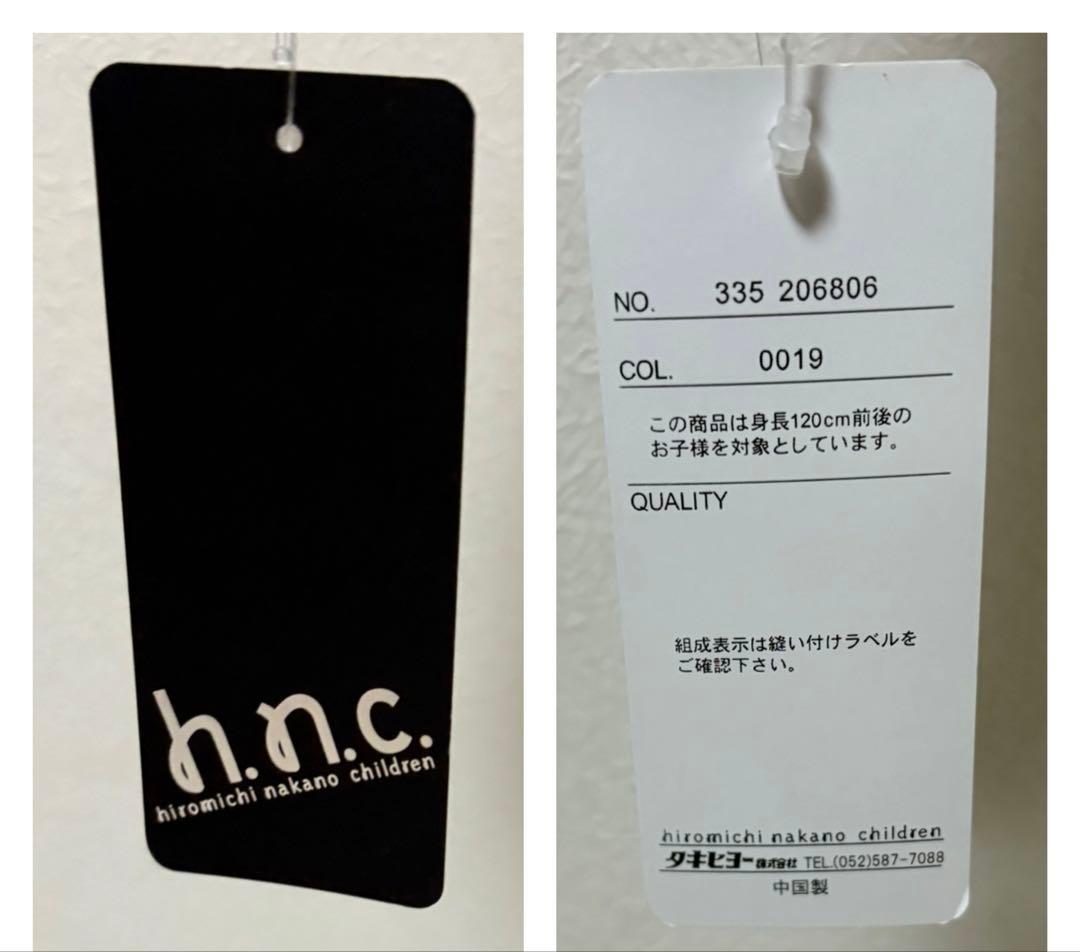 h.n.c.
hiromichi nakano children
NO. 335 206806
COL. 0019
この商品は身長120cm前後の
お子様を対象としています。
QUALITY
組成表示は縫い付けラベルを
ご確認下さい。
hiromichi nakano children
タキヒヨー株式会社 TEL.(052)587-7088
中国製